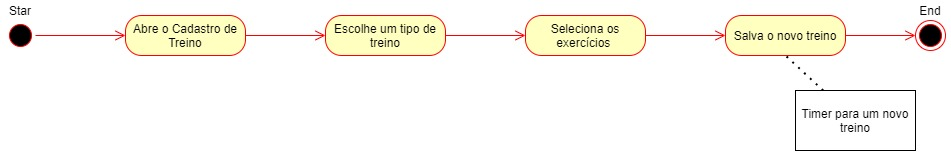 Star
End
Abre o Cadastro de
Treino
Escolhe um tipo de
treino
Seleciona os
exercícios
Salva o novo treino
Timer para um novo
treino